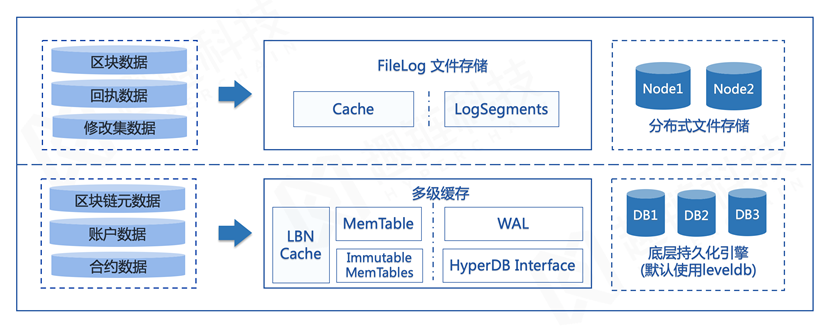 区块数据
回执数据
修改集数据
FileLog 文件存储
Cache
LogSegments
Node1
Node2
分布式文件存储
区块链元数据
账户数据
合约数据
多级缓存
LBN
Cache
MemTable
Immutable
MemTables
WAL
HyperDB Interface
DB1
DB2
DB3
底层持久化引擎
(默认使用leveldb)